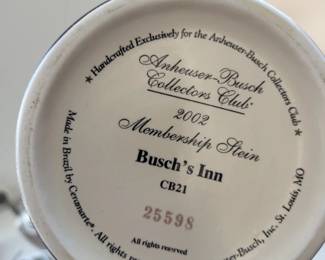 ★ Handcrafted Exclusively for the Anheuser-Busch Collectors Club ★
Anheuser-Busch
Collectors Club®
2002
Membership Stein
Busch's Inn
CB21
25598
All rights reserved
Made in Brazil by Ceramarte®. All rights
Anheuser-Busch, Inc. St. Louis, MO